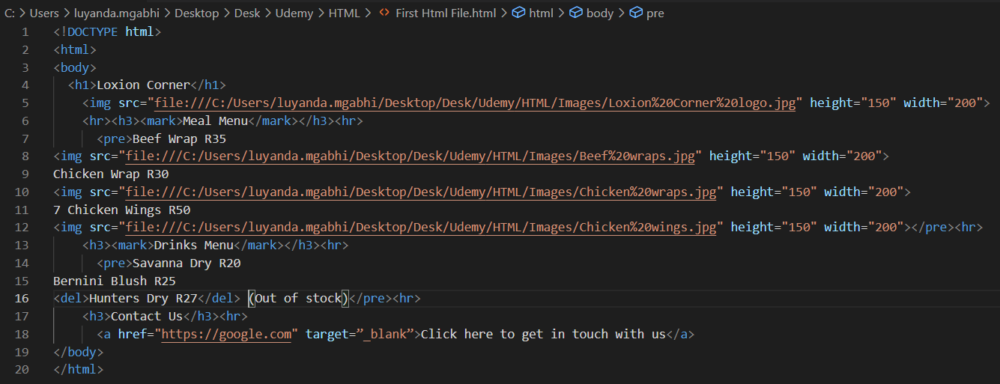 C: > Users > luyanda.mgabhi > Desktop > Desk > Udemy > HTML > <> First Html File.html > html > body > pre
1 <!DOCTYPE html>
2 <html>
3 <body>
4 <h1>Loxion Corner</h1>
5 <img src="file:///C:/Users/luyanda.mgabhi/Desktop/Desk/Udemy/HTML/Images/Loxion%20Corner%20logo.jpg" height="150" width="200">
6 <hr><h3><mark>Meal Menu</mark></h3><hr>
7 <pre>Beef Wrap R35
8 <img src="file:///C:/Users/luyanda.mgabhi/Desktop/Desk/Udemy/HTML/Images/Beef%20wraps.jpg" height="150" width="200">
9 Chicken Wrap R30
10 <img src="file:///C:/Users/luyanda.mgabhi/Desktop/Desk/Udemy/HTML/Images/Chicken%20wraps.jpg" height="150" width="200">
11 7 Chicken Wings R50
12 <img src="file:///C:/Users/luyanda.mgabhi/Desktop/Desk/Udemy/HTML/Images/Chicken%20wings.jpg" height="150" width="200"></pre><hr>
13 <h3><mark>Drinks Menu</mark></h3><hr>
14 <pre>Savanna Dry R20
15 Bernini Blush R25
16 <del>Hunters Dry R27</del> (Out of stock)</pre><hr>
17 <h3>Contact Us</h3><hr>
18 <a href="https://google.com" target=”_blank”>Click here to get in touch with us</a>
19 </body>
20 </html>